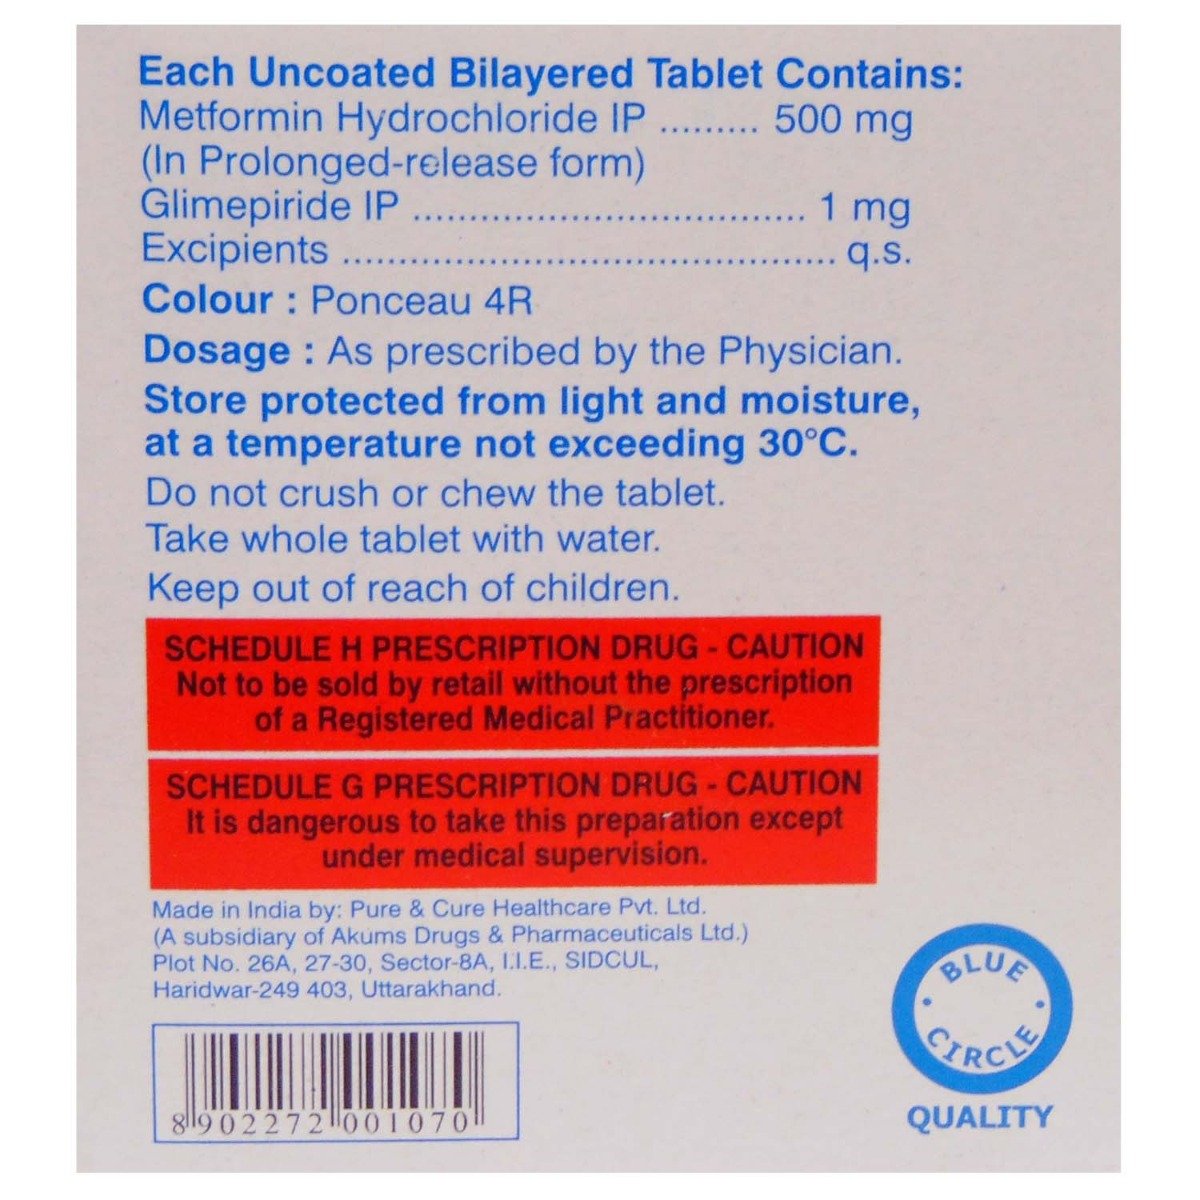 Each Uncoated Bilayered Tablet Contains:
Metformin Hydrochloride IP ......... 500 mg
(In Prolonged-release form)
Glimepiride IP ................................... 1 mg
Excipients ............................................ q.s.
Colour : Ponceau 4R
Dosage : As prescribed by the Physician.
Store protected from light and moisture,
at a temperature not exceeding 30°C.
Do not crush or chew the tablet.
Take whole tablet with water.
Keep out of reach of children.
SCHEDULE H PRESCRIPTION DRUG - CAUTION
Not to be sold by retail without the prescription
of a Registered Medical Practitioner.
SCHEDULE G PRESCRIPTION DRUG - CAUTION
It is dangerous to take this preparation except
under medical supervision.
Made in India by: Pure & Cure Healthcare Pvt. Ltd.
(A subsidiary of Akums Drugs & Pharmaceuticals Ltd.)
Plot No. 26A, 27-30, Sector-8A, I.I.E., SIDCUL,
Haridwar-249 403, Uttarakhand.
8 902272 001070
• BLUE •
CIRCLE
QUALITY